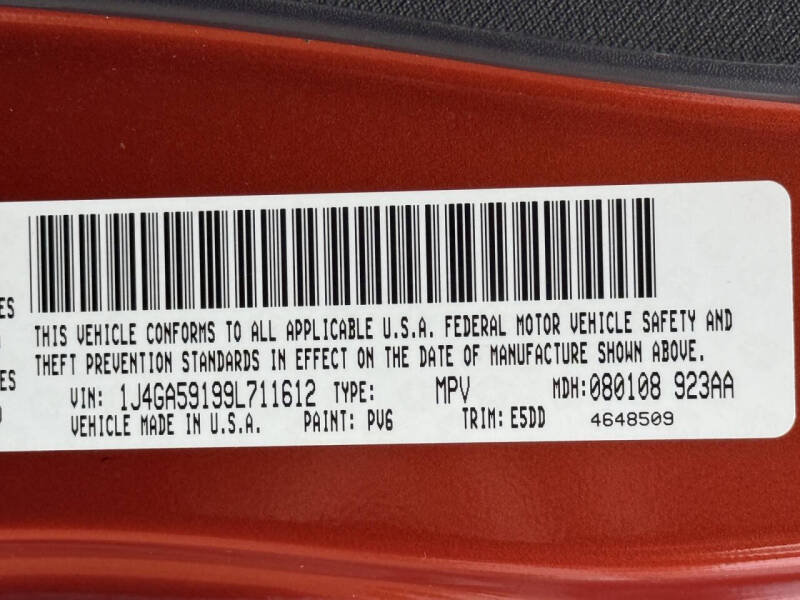 ES
THIS VEHICLE CONFORMS TO ALL APPLICABLE U.S.A. FEDERAL MOTOR VEHICLE SAFETY AND
THEFT PREVENTION STANDARDS IN EFFECT ON THE DATE OF MANUFACTURE SHOWN ABOVE.
ES
VIN: 1J4GA59199L711612 TYPE: MPV MDH:080108 923AA
VEHICLE MADE IN U.S.A. PAINT: PV6 TRIM: E5DD 4648509